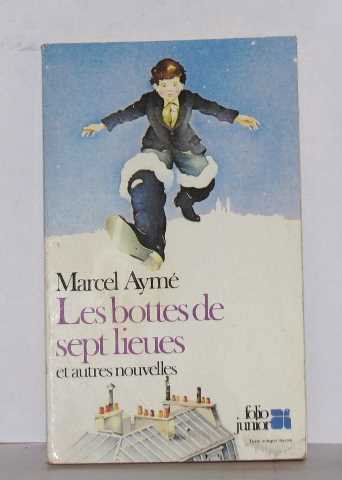 Marcel Aymé
Les bottes de
sept lieues
et autres nouvelles
folio
junior